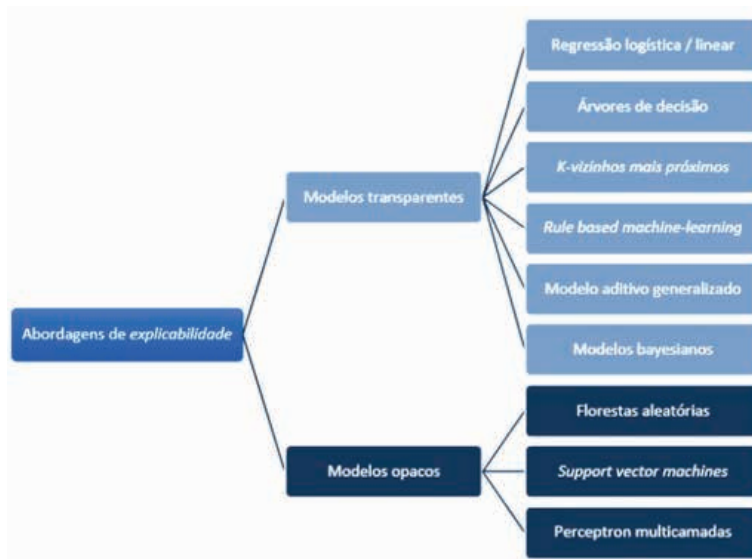 Abordagens de explicabilidade
Modelos transparentes
Regressão logística / linear
Árvores de decisão
K-vizinhos mais próximos
Rule based machine-learning
Modelo aditivo generalizado
Modelos bayesianos
Modelos opacos
Florestas aleatórias
Support vector machines
Perceptron multicamadas